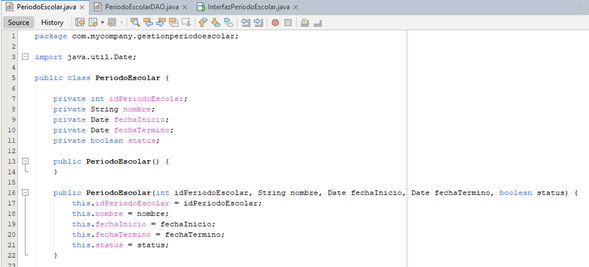 PeriodoEscolar.java PeriodoEscolarDAO.java InterfazPeriodoEscolar.java
Source History
1 package com.mycompany.gestionperiodoescolar;
2
3 import java.util.Date;
4
5 public class PeriodoEscolar {
6
7 private int idPeriodoEscolar;
8 private String nombre;
9 private Date fechaInicio;
10 private Date fechaTermino;
11 private boolean status;
12
13 public PeriodoEscolar() {
14 }
15
16 public PeriodoEscolar(int idPeriodoEscolar, String nombre, Date fechaInicio, Date fechaTermino, boolean status) {
17 this.idPeriodoEscolar = idPeriodoEscolar;
18 this.nombre = nombre;
19 this.fechaInicio = fechaInicio;
20 this.fechaTermino = fechaTermino;
21 this.status = status;
22 }
23